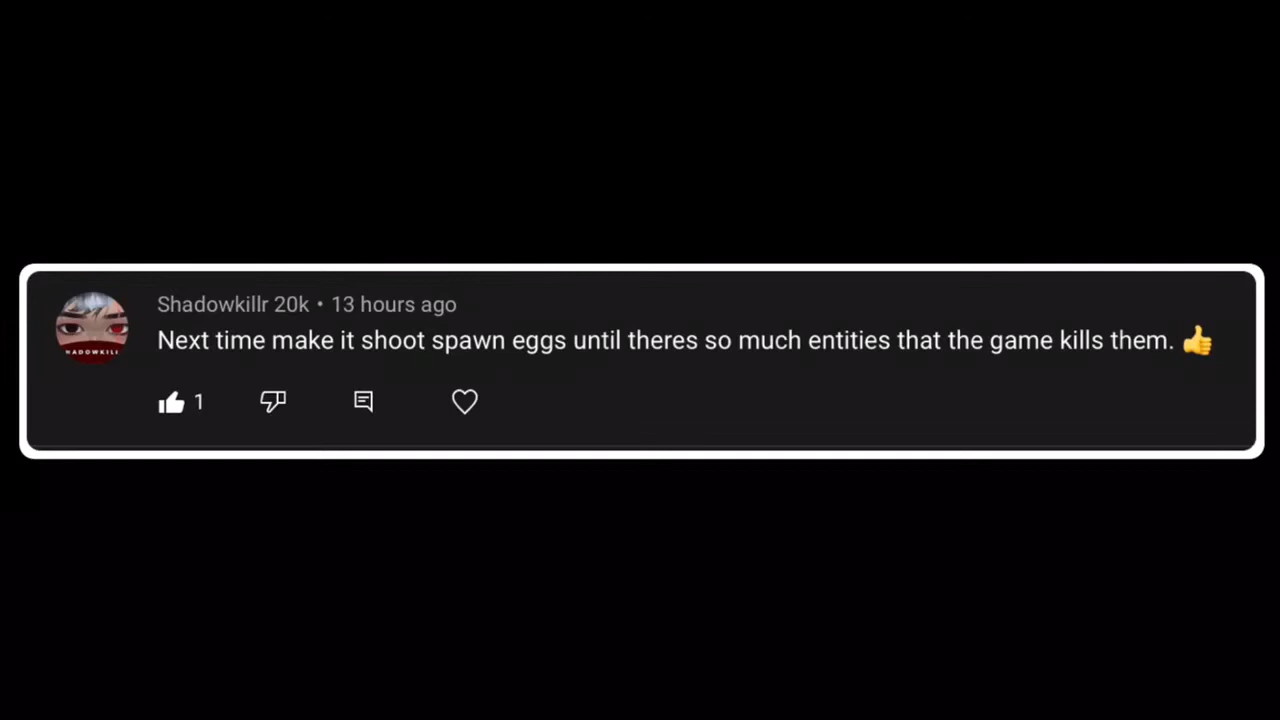 Shadowkillr 20k • 13 hours ago
Next time make it shoot spawn eggs until theres so much entities that the game kills them. 👍
1